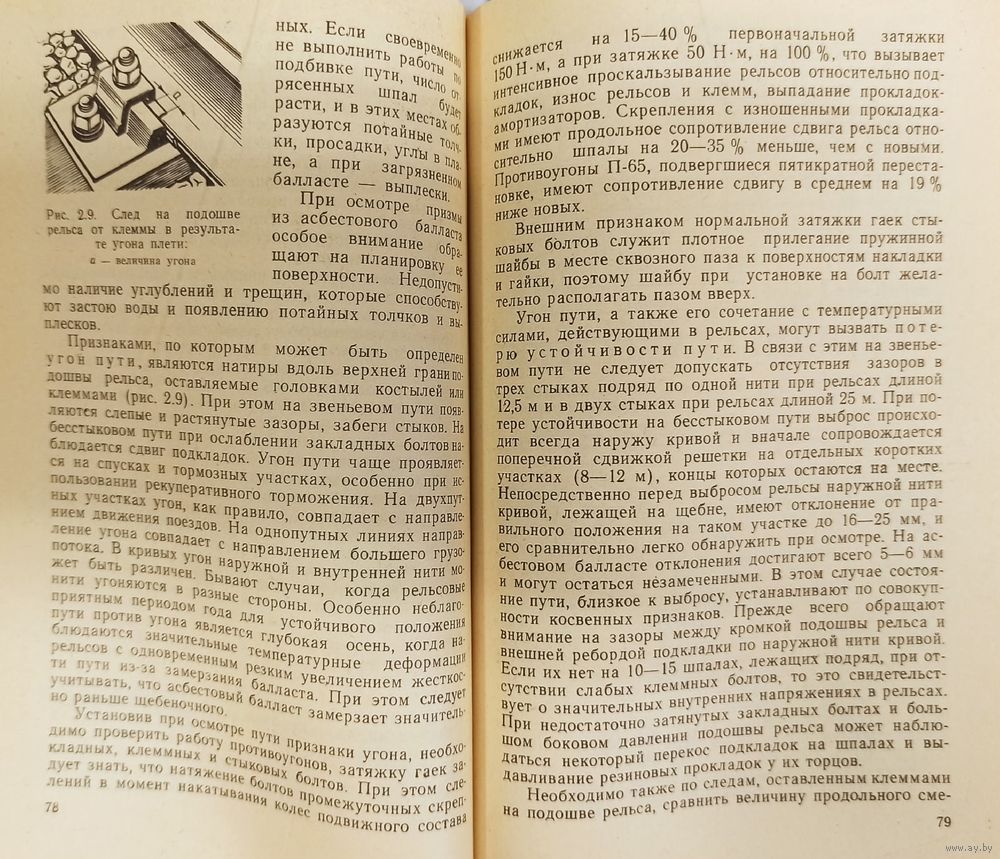 ных. Если своевременно
не выполнить работы по
подбивке пути, число от-
рясенных шпал будет
расти, и в этих местах об-
разуются потайные толч-
ки, просадки, углы в пла-
не, а при загрязненном
балласте — выплески.
При осмотре призмы
из асбестового балласта
особое внимание обра-
щают на планировку ее
поверхности. Недопусти-
Рис. 2.9. След на подошве
рельса от клеммы в результа-
те угона плети:
а — величина угона
мо наличие углублений и трещин, которые способству-
ют застою воды и появлению потайных толчков и вы-
плесков.
Признаками, по которым может быть определен
угон пути, являются натиры вдоль верхней грани по-
дошвы рельса, оставляемые головками костылей или
клеммами (рис. 2.9). При этом на звеньевом пути появ-
ляются слепые и растянутые зазоры, забеги стыков. На
бесстыковом пути при ослаблении закладных болтов на-
блюдается сдвиг подкладок. Угон пути чаще проявляет-
ся на спусках и тормозных участках, особенно при ис-
пользовании рекуперативного торможения. На двухпут-
ных участках угон, как правило, совпадает с направле-
нием движения поездов. На однопутных линиях направ-
ление угона совпадает с направлением большего грузо-
потока. В кривых угон наружной и внутренней нити мо-
жет быть различен. Бывают случаи, когда рельсовые
нити угоняются в разные стороны. Особенно неблаго-
приятным периодом года для устойчивого положения
пути против угона является глубокая осень, когда на-
блюдаются значительные температурные деформации
рельсов с одновременным резким увеличением жесткос-
ти пути из-за замерзания балласта. При этом следует
учитывать, что асбестовый балласт замерзает значитель-
но раньше щебеночного.
Установив при осмотре пути признаки угона, необхо-
димо проверить работу противоугонов, затяжку гаек за-
кладных, клеммных и стыковых болтов. При этом сле-
дует знать, что натяжение болтов промежуточных скреп-
лений в момент накатывания колес подвижного состава
78
снижается на 15—40 % первоначальной затяжки
150 Н·м, а при затяжке 50 Н·м, на 100 %, что вызывает
интенсивное проскальзывание рельсов относительно под-
кладок, износ рельсов и клемм, выпадание прокладок-
амортизаторов. Скрепления с изношенными прокладка-
ми имеют продольное сопротивление сдвига рельса отно-
сительно шпалы на 20—35 % меньше, чем с новыми.
Противоугоны П-65, подвергшиеся пятикратной переста-
новке, имеют сопротивление сдвигу в среднем на 19 %
ниже новых.
Внешним признаком нормальной затяжки гаек сты-
ковых болтов служит плотное прилегание пружинной
шайбы в месте сквозного паза к поверхностям накладки
и гайки, поэтому шайбу при установке на болт жела-
тельно располагать пазом вверх.
Угон пути, а также его сочетание с температурными
силами, действующими в рельсах, могут вызвать поте-
рю устойчивости пути. В связи с этим на звенье-
вом пути не следует допускать отсутствия зазоров в
трех стыках подряд по одной нити при рельсах длиной
12,5 м и в двух стыках при рельсах длиной 25 м. При по-
тере устойчивости на бесстыковом пути выброс происхо-
дит всегда наружу кривой и вначале сопровождается
поперечной сдвижкой решетки на отдельных коротких
участках (8—12 м), концы которых остаются на месте.
Непосредственно перед выбросом рельсы наружной нити
кривой, лежащей на щебне, имеют отклонение от пра-
вильного положения на таком участке до 16—25 мм, и
его сравнительно легко обнаружить при осмотре. На ас-
бестовом балласте отклонения достигают всего 5—6 мм
и могут остаться незамеченными. В этом случае состоя-
ние пути, близкое к выбросу, устанавливают по совокуп-
ности косвенных признаков. Прежде всего обращают
внимание на зазоры между кромкой подошвы рельса и
внешней ребордой подкладки по наружной нити кривой.
Если их нет на 10—15 шпалах, лежащих подряд, при от-
сутствии слабых клеммных болтов, то это свидетельст-
вует о значительных внутренних напряжениях в рельсах.
При недостаточно затянутых закладных болтах и боль-
шом боковом давлении подошвы рельса может наблю-
даться некоторый перекос подкладок на шпалах и вы-
давливание резиновых прокладок у их торцов.
Необходимо также по следам, оставленным клеммами
на подошве рельса, сравнить величину продольного сме-
79
www.ay.by